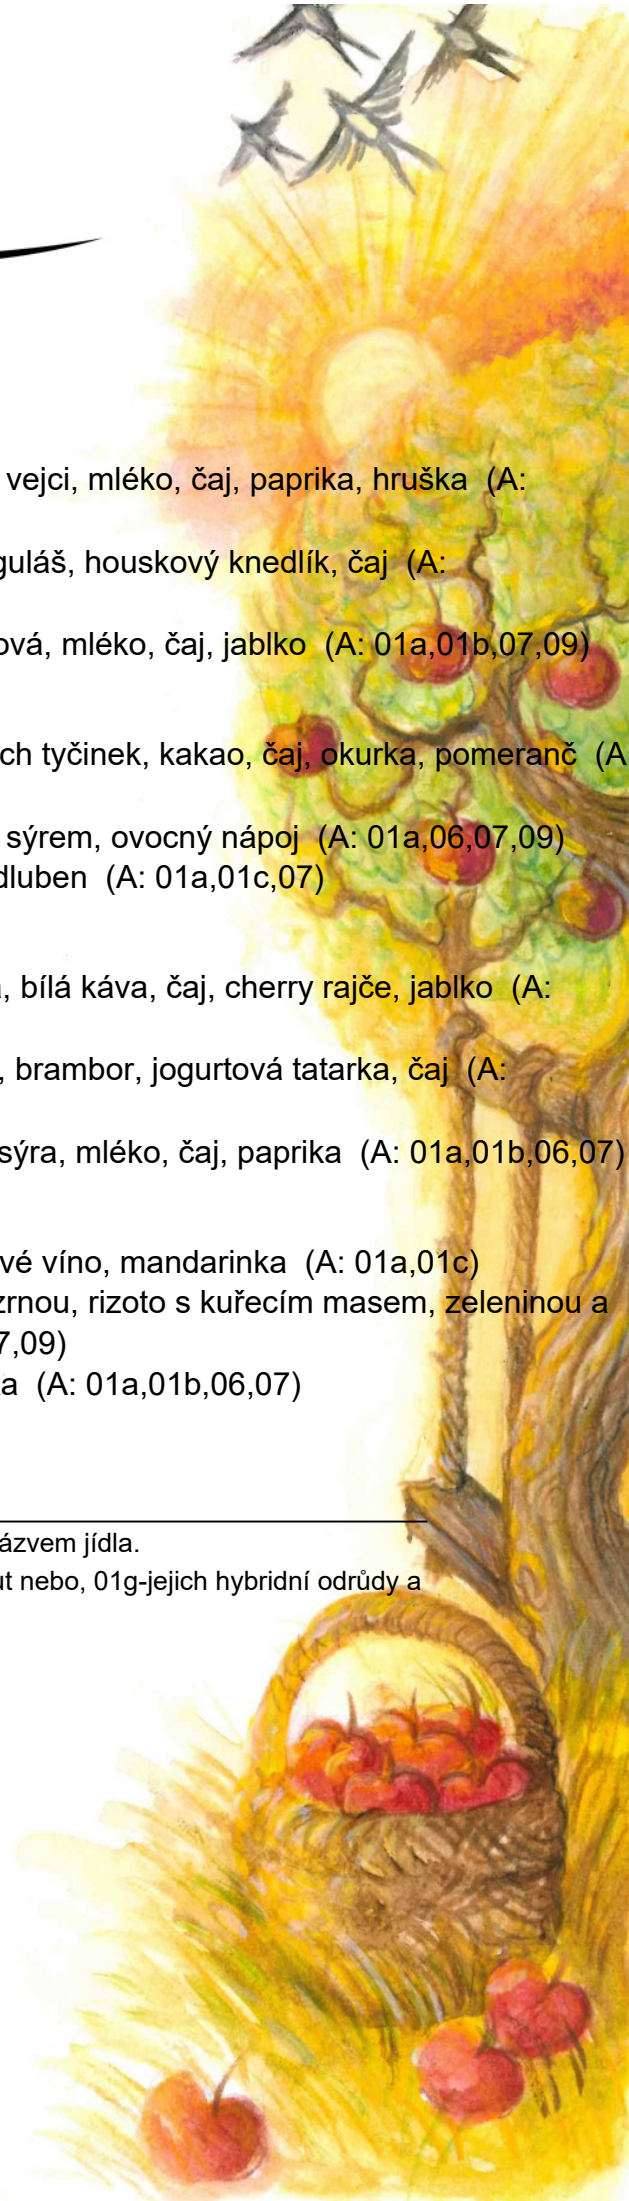 vejci, mléko, čaj, paprika, hruška (A:
guláš, houskový knedlík, čaj (A:
ová, mléko, čaj, jablko (A: 01a,01b,07,09)
ch tyčinek, kakao, čaj, okurka, pomeranč (A
sýrem, ovocný nápoj (A: 01a,06,07,09)
dluben (A: 01a,01c,07)
, bílá káva, čaj, cherry rajče, jablko (A:
, brambor, jogurtová tatarka, čaj (A:
sýra, mléko, čaj, paprika (A: 01a,01b,06,07)
vé víno, mandarinka (A: 01a,01c)
zrnou, rizoto s kuřecím masem, zeleninou a
7,09)
a (A: 01a,01b,06,07)
ázvem jídla.
ut nebo, 01g-jejich hybridní odrůdy a